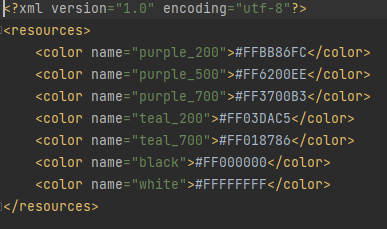 <?xml version="1.0" encoding="utf-8"?>
<resources>
    <color name="purple_200">#FFBB86FC</color>
    <color name="purple_500">#FF6200EE</color>
    <color name="purple_700">#FF3700B3</color>
    <color name="teal_200">#FF03DAC5</color>
    <color name="teal_700">#FF018786</color>
    <color name="black">#FF000000</color>
    <color name="white">#FFFFFFFF</color>
</resources>